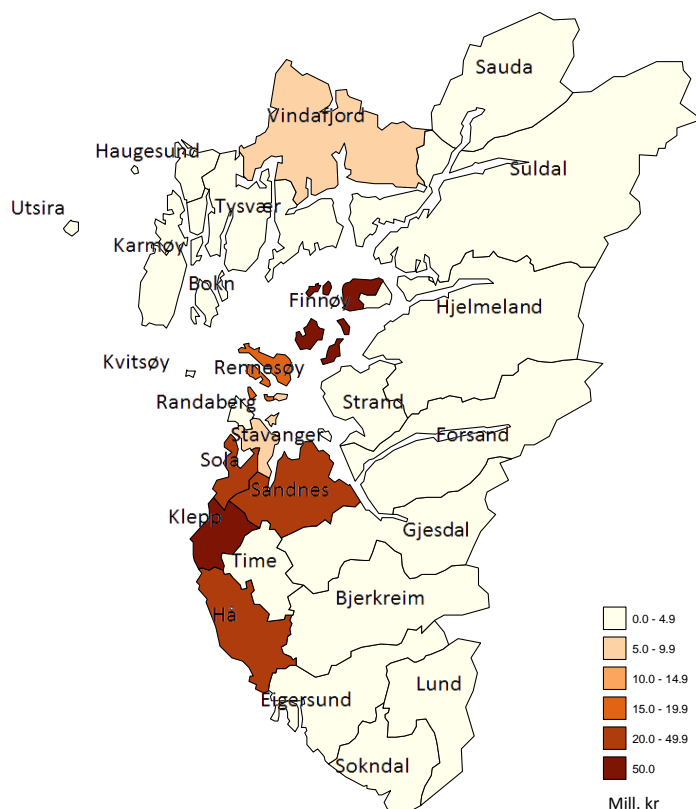 Sauda
Vindafjord
Haugesund
Suldal
Utsira
Tysvær
Karmøy
Bokn
Finnøy
Hjelmeland
Kvitsøy
Rennesøy
Randaberg
Strand
Stavanger
Forsand
Sola
Sandnes
Klepp
Gjesdal
Time
Bjerkreim
Hå
Lund
Eigersund
Sokndal
0.0 - 4.9
5.0 - 9.9
10.0 - 14.9
15.0 - 19.9
20.0 - 49.9
50.0
Mill. kr